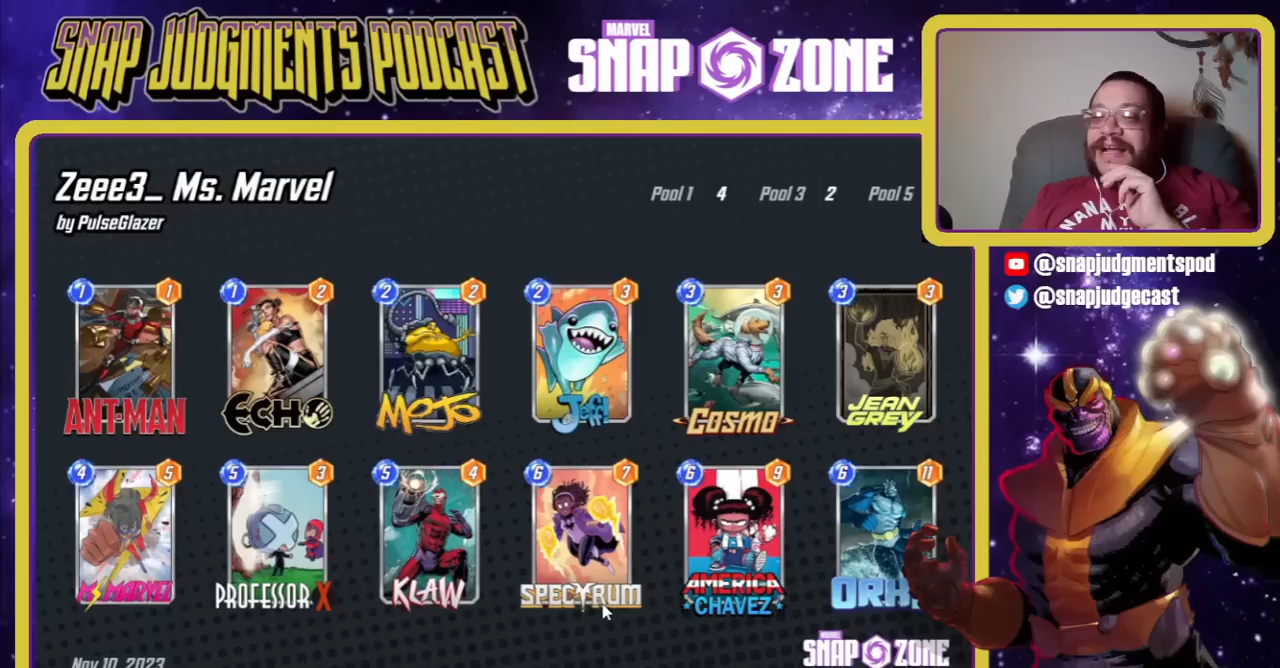 SNAP JUDGMENTS PODCAST
MARVEL
SNAP ZONE
Zeee3_ Ms. Marvel
by PulseGlazer
Pool 1 4 Pool 3 2 Pool 5
1 1 1 2 2 2 2 3 3 3 3 3
ANT-MAN ECHO MOJO Jeff! COSMO JEAN GREY
4 5 5 3 5 4 6 7 6 9 6 11
MS MARVEL PROFESSOR X KLAW SPECTRUM AMERICA CHAVEZ
Nov 10, 2023
SNAP ZONE
@snapjudgmentspod
@snapjudgecast